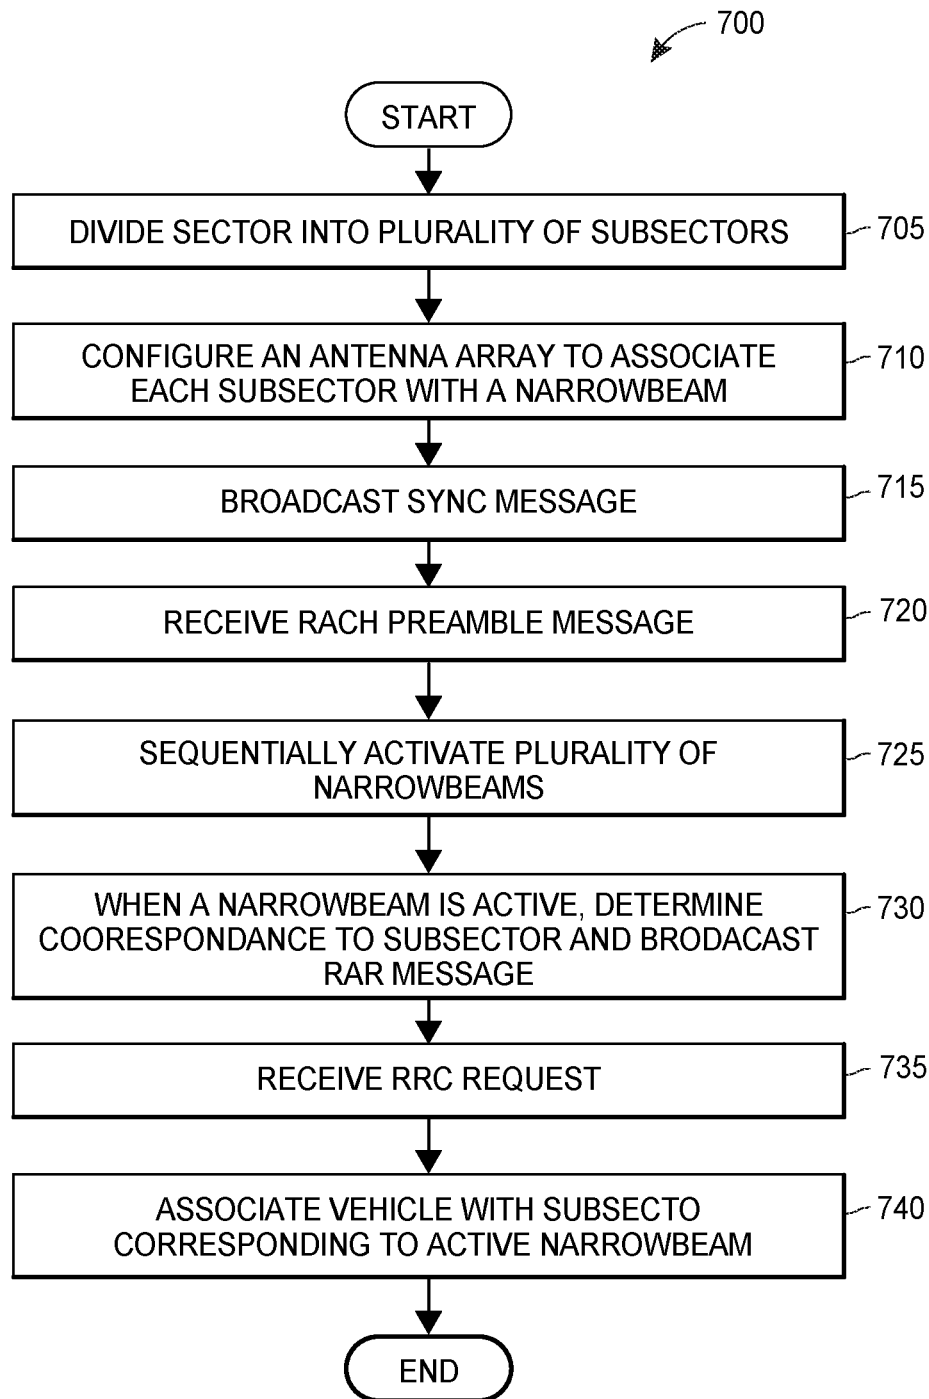 700
START
DIVIDE SECTOR INTO PLURALITY OF SUBSECTORS
705
CONFIGURE AN ANTENNA ARRAY TO ASSOCIATE
EACH SUBSECTOR WITH A NARROWBEAM
710
BROADCAST SYNC MESSAGE
715
RECEIVE RACH PREAMBLE MESSAGE
720
SEQUENTIALLY ACTIVATE PLURALITY OF
NARROWBEAMS
725
WHEN A NARROWBEAM IS ACTIVE, DETERMINE
COORESPONDANCE TO SUBSECTOR AND BRODACAST
RAR MESSAGE
730
RECEIVE RRC REQUEST
735
ASSOCIATE VEHICLE WITH SUBSECTO
CORRESPONDING TO ACTIVE NARROWBEAM
740
END